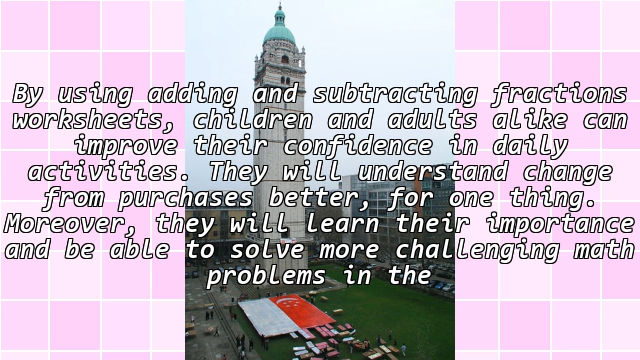 By using adding and subtracting fractions
worksheets, children and adults alike can
improve their confidence in daily
activities. They will understand change
from purchases better, for one thing.
Moreover, they will learn their importance
and be able to solve more challenging math
problems in the